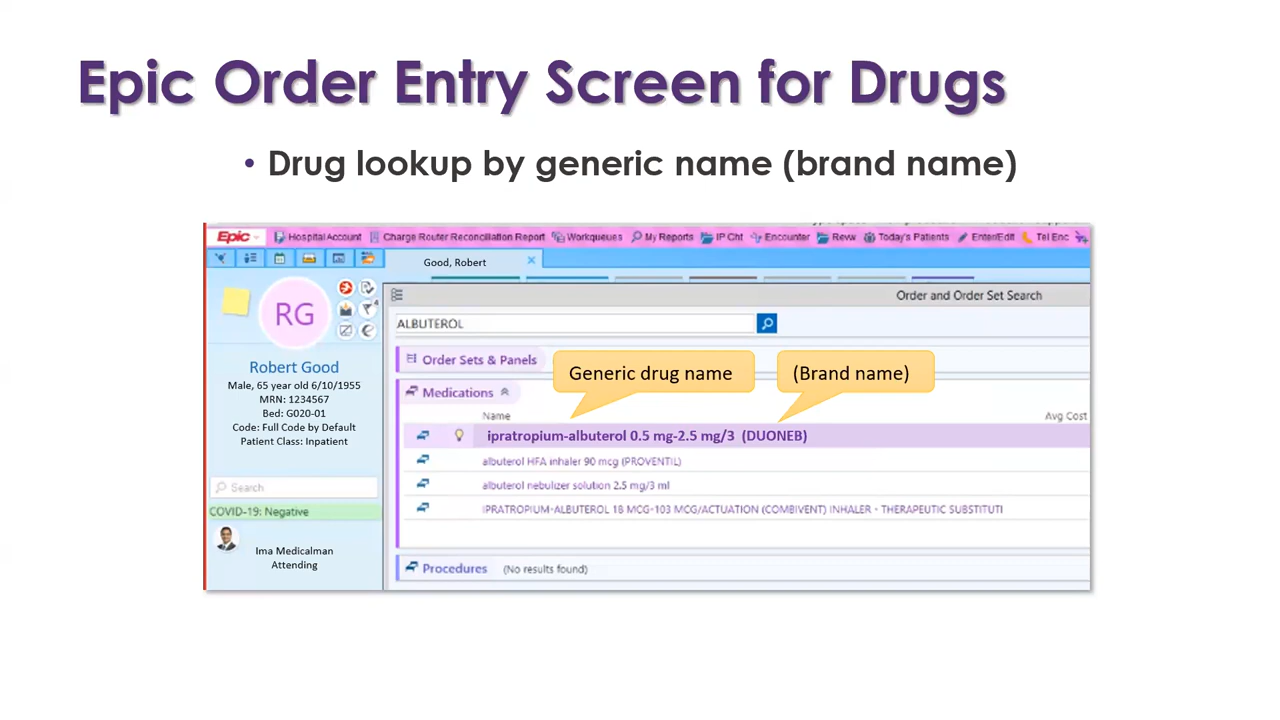 Epic Order Entry Screen for Drugs
• Drug lookup by generic name (brand name)
Epic Hospital Account Charge Router Reconciliation Report Workqueues My Reports IP Cht Encounter Revw Today's Patients Enter/Edit Tel Enc
Good, Robert
Order and Order Set Search
RG
4
ALBUTEROL
Robert Good
Male, 65 year old 6/10/1955
MRN: 1234567
Bed: G020-01
Code: Full Code by Default
Patient Class: Inpatient
Search
COVID-19: Negative
Ima Medicalman
Attending
Order Sets & Panels
Generic drug name
(Brand name)
Medications
Name Avg Cost
ipratropium-albuterol 0.5 mg-2.5 mg/3 (DUONEB)
albuterol HFA inhaler 90 mcg (PROVENTIL)
albuterol nebulizer solution 2.5 mg/3 ml
IPRATROPIUM-ALBUTEROL 18 MCG-103 MCG/ACTUATION (COMBIVENT) INHALER - THERAPEUTIC SUBSTITUTI
Procedures (No results found)